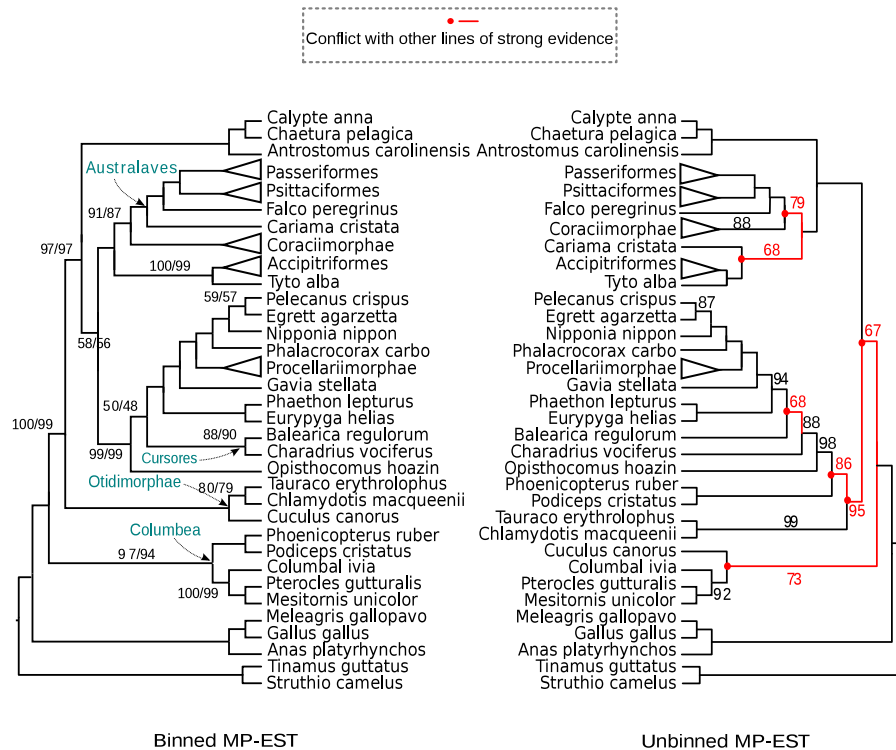 Conflict with other lines of strong evidence
Calypte anna
Chaetura pelagica
Antrostomus carolinensis
Australaves
Passeriformes
Psittaciformes
91/87
Falco peregrinus
Cariama cristata
97/97
Coraciimorphae
100/99
Accipitriformes
Tyto alba
59/57
Pelecanus crispus
Egrett agarzetta
Nipponia nippon
58/56
Phalacrocorax carbo
Procellariimorphae
Gavia stellata
50/48
Phaethon lepturus
Eurypyga helias
100/99
88/90
Balearica regulorum
99/99
Cursores
Charadrius vociferus
Opisthocomus hoazin
Otidimorphae
80/79
Tauraco erythrolophus
Chlamydotis macqueenii
Cuculus canorus
Columbea
Phoenicopterus ruber
9 7/94
Podiceps cristatus
Columbal ivia
Pterocles gutturalis
100/99
Mesitornis unicolor
Meleagris gallopavo
Gallus gallus
Anas platyrhynchos
Tinamus guttatus
Struthio camelus
Binned MP-EST
Calypte anna
Chaetura pelagica
Antrostomus carolinensis
Passeriformes
Psittaciformes
79
Falco peregrinus
88
Coraciimorphae
Cariama cristata
68
Accipitriformes
Tyto alba
Pelecanus crispus
87
Egrett agarzetta
Nipponia nippon
67
Phalacrocorax carbo
Procellariimorphae
94
Gavia stellata
Phaethon lepturus
68
Eurypyga helias
88
Balearica regulorum
Charadrius vociferus
98
Opisthocomus hoazin
86
Phoenicopterus ruber
Podiceps cristatus
95
Tauraco erythrolophus
99
Chlamydotis macqueenii
Cuculus canorus
Columbal ivia
73
Pterocles gutturalis
92
Mesitornis unicolor
Meleagris gallopavo
Gallus gallus
Anas platyrhynchos
Tinamus guttatus
Struthio camelus
Unbinned MP-EST